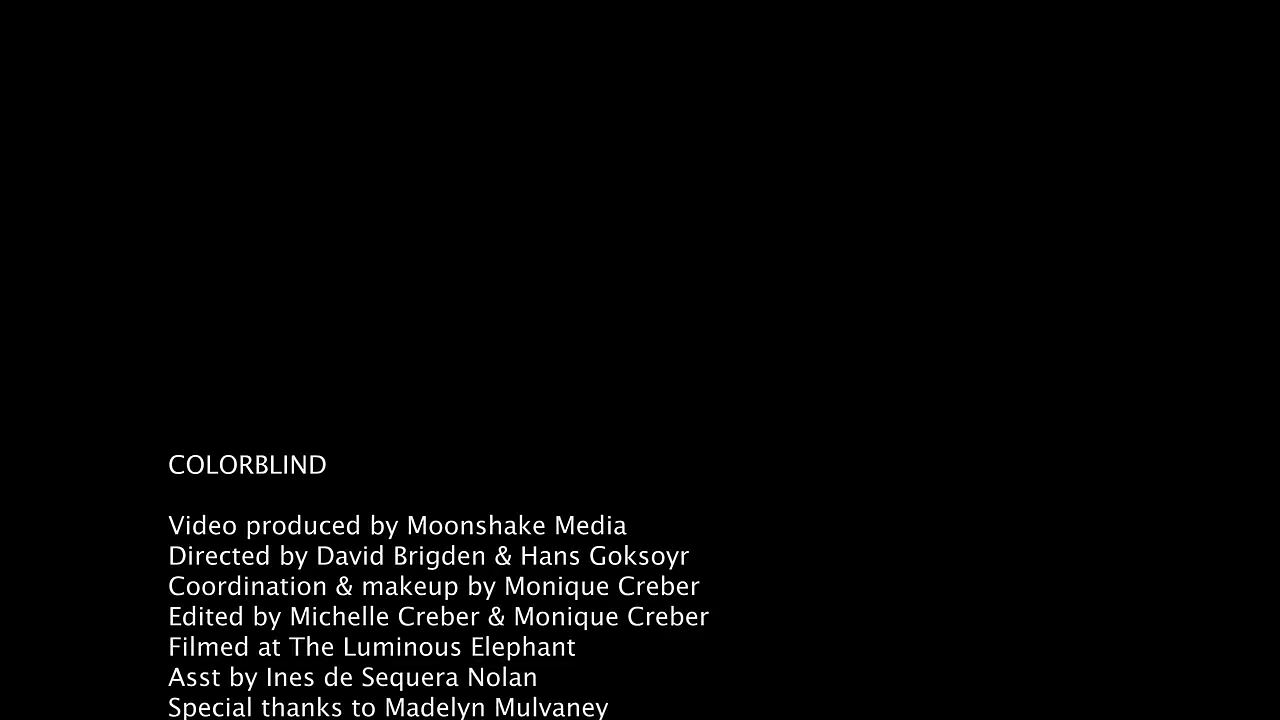 COLORBLIND
Video produced by Moonshake Media
Directed by David Brigden & Hans Goksoyr
Coordination & makeup by Monique Creber
Edited by Michelle Creber & Monique Creber
Filmed at The Luminous Elephant
Asst by Ines de Sequera Nolan
Special thanks to Madelyn Mulvaney